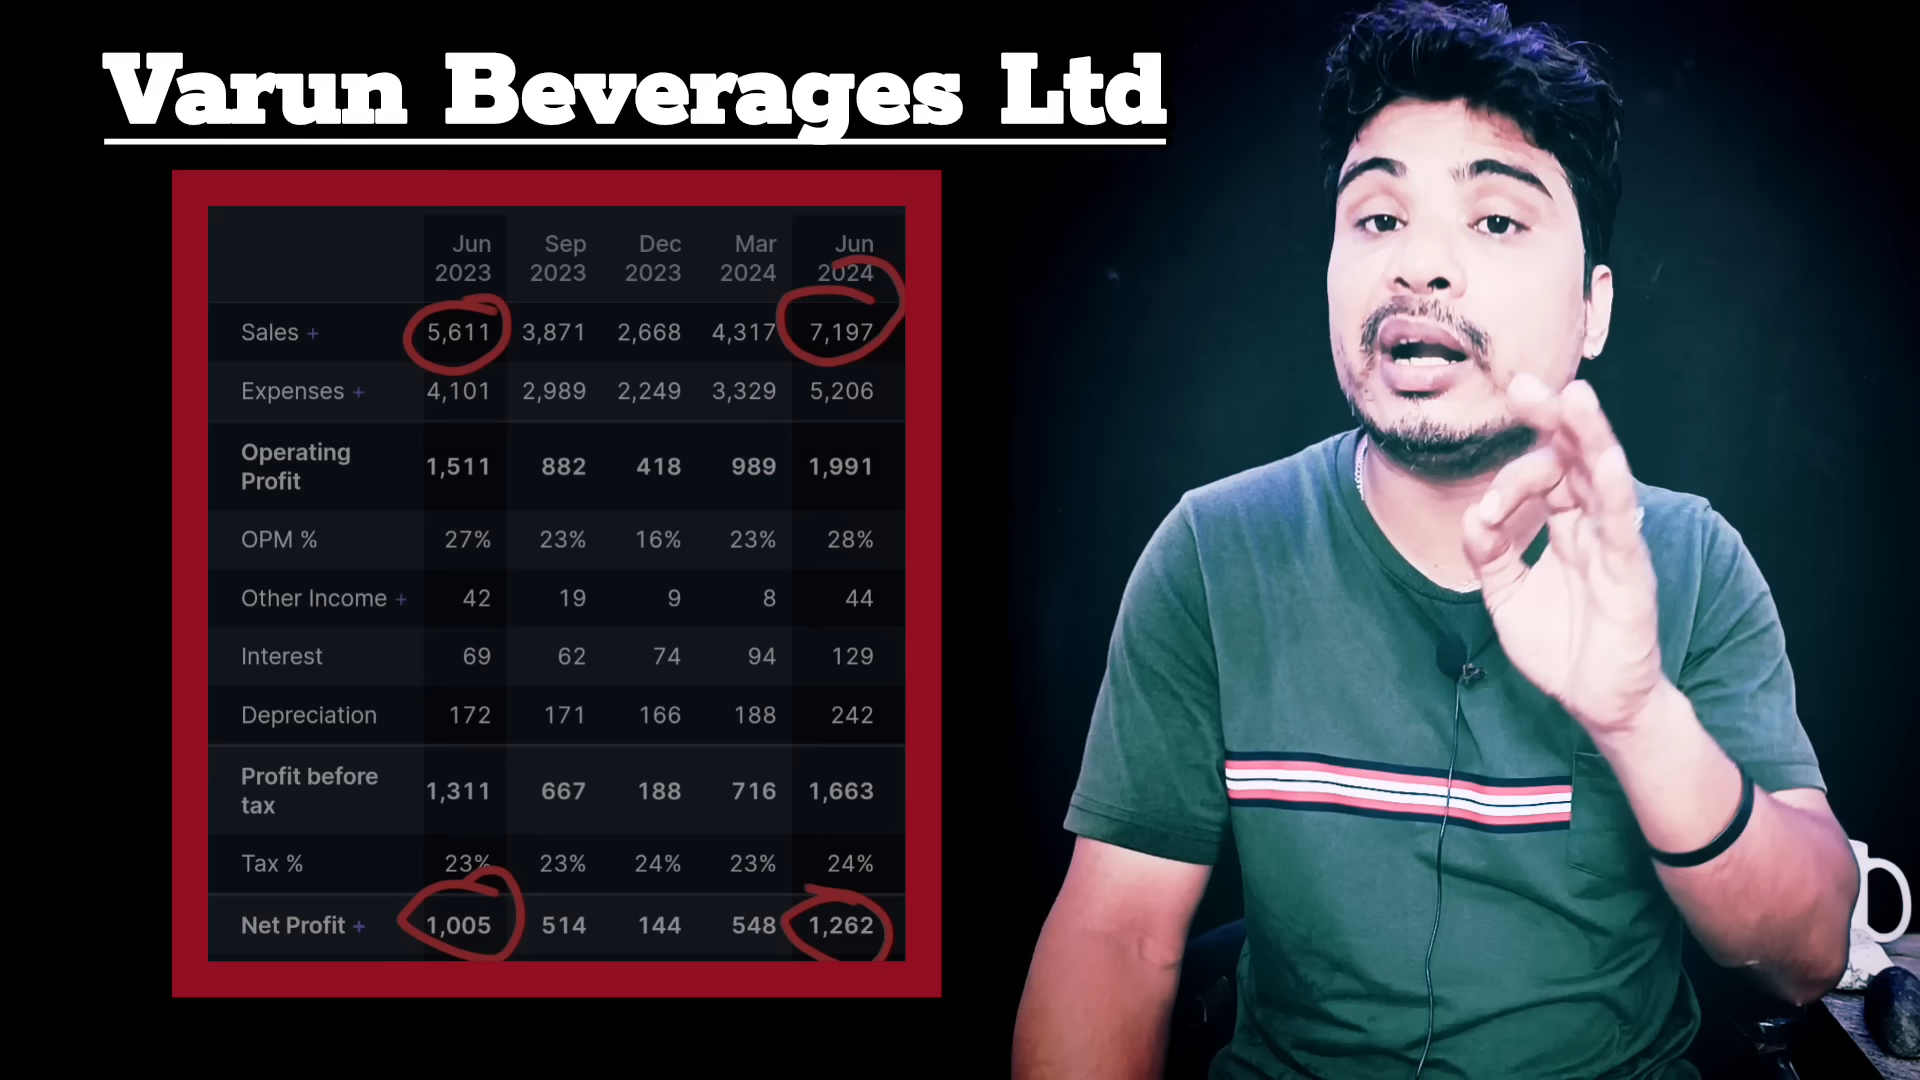 Varun Beverages Ltd
Jun 2023 Sep 2023 Dec 2023 Mar 2024 Jun 2024
Sales + 5,611 3,871 2,668 4,317 7,197
Expenses + 4,101 2,989 2,249 3,329 5,206
Operating Profit 1,511 882 418 989 1,991
OPM % 27% 23% 16% 23% 28%
Other Income + 42 19 9 8 44
Interest 69 62 74 94 129
Depreciation 172 171 166 188 242
Profit before tax 1,311 667 188 716 1,663
Tax % 23% 23% 24% 23% 24%
Net Profit + 1,005 514 144 548 1,262